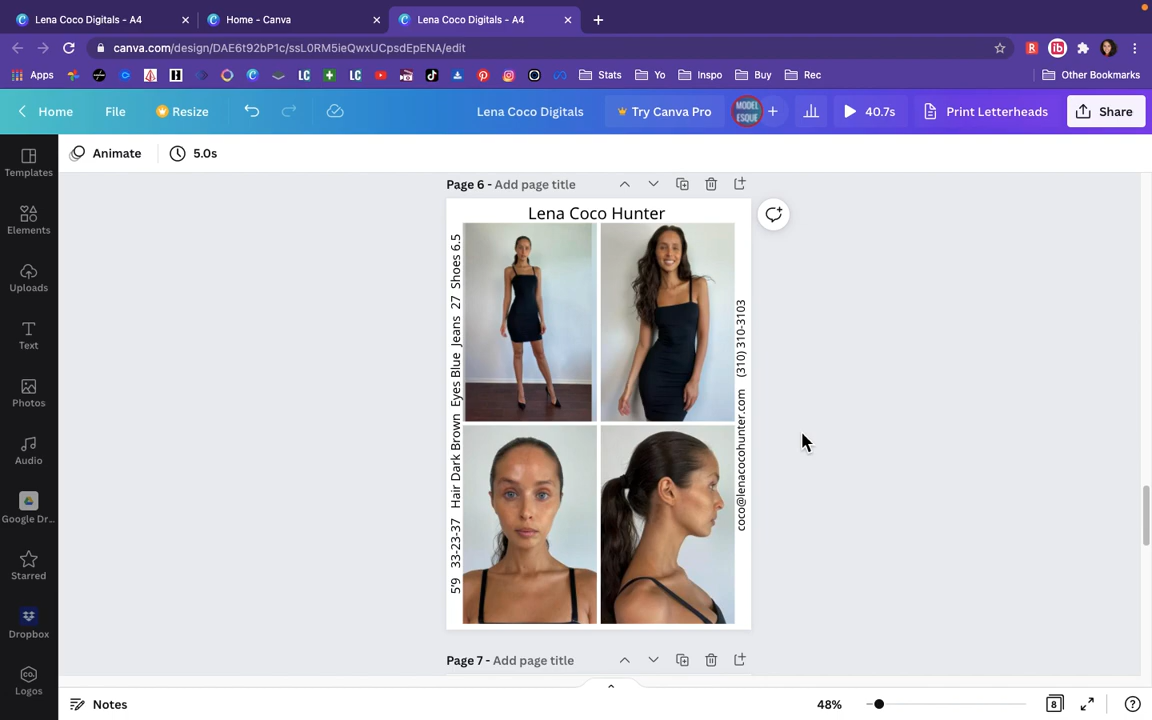 Lena Coco Digitals - A4
Home - Canva
Lena Coco Digitals - A4
canva.com/design/DAE6t92bP1c/ssL0RM5ieQwxUCpsdEpENA/edit
Apps
LC
LC
Stats
Yo
Inspo
Buy
Rec
Other Bookmarks
Home
File
Resize
Lena Coco Digitals
Try Canva Pro
MODEL
ESQUE
40.7s
Print Letterheads
Share
Animate
5.0s
Templates
Elements
Uploads
Text
Photos
Audio
Google Dr...
Starred
Dropbox
Logos
Page 6 - Add page title
Lena Coco Hunter
5'9 33-23-37 Hair Dark Brown Eyes Blue Jeans 27 Shoes 6.5
coco@lenacocohunter.com (310) 310-3103
Page 7 - Add page title
Notes
48%
8